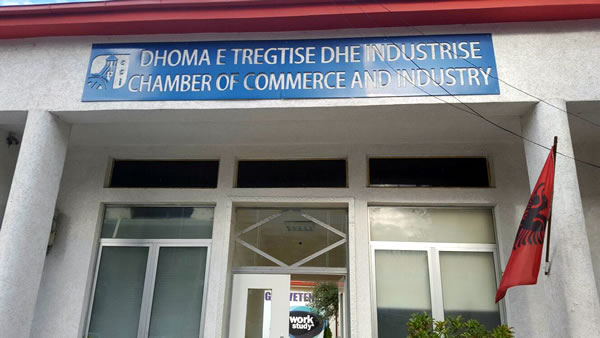 DHOMA E TREGTISE DHE INDUSTRISE
CHAMBER OF COMMERCE AND INDUSTRY
work
study